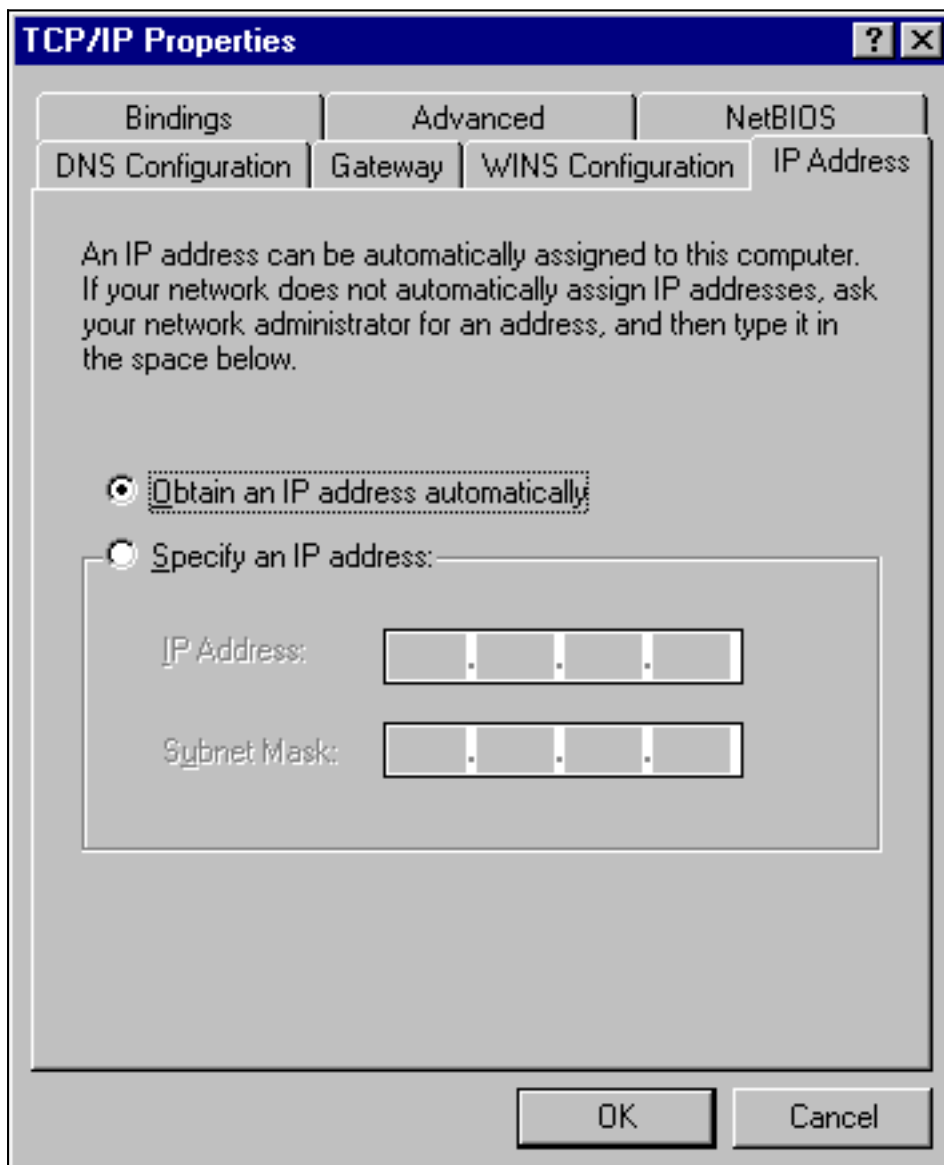 TCP/IP Properties
Bindings Advanced NetBIOS
DNS Configuration Gateway WINS Configuration IP Address
An IP address can be automatically assigned to this computer.
If your network does not automatically assign IP addresses, ask
your network administrator for an address, and then type it in
the space below.
Obtain an IP address automatically
Specify an IP address:
IP Address: . . .
Subnet Mask: . . .
OK Cancel